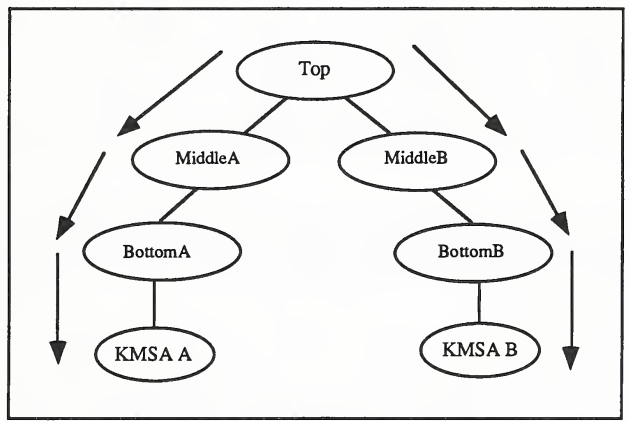 Top
MiddleA
MiddleB
BottomA
BottomB
KMSA A
KMSA B